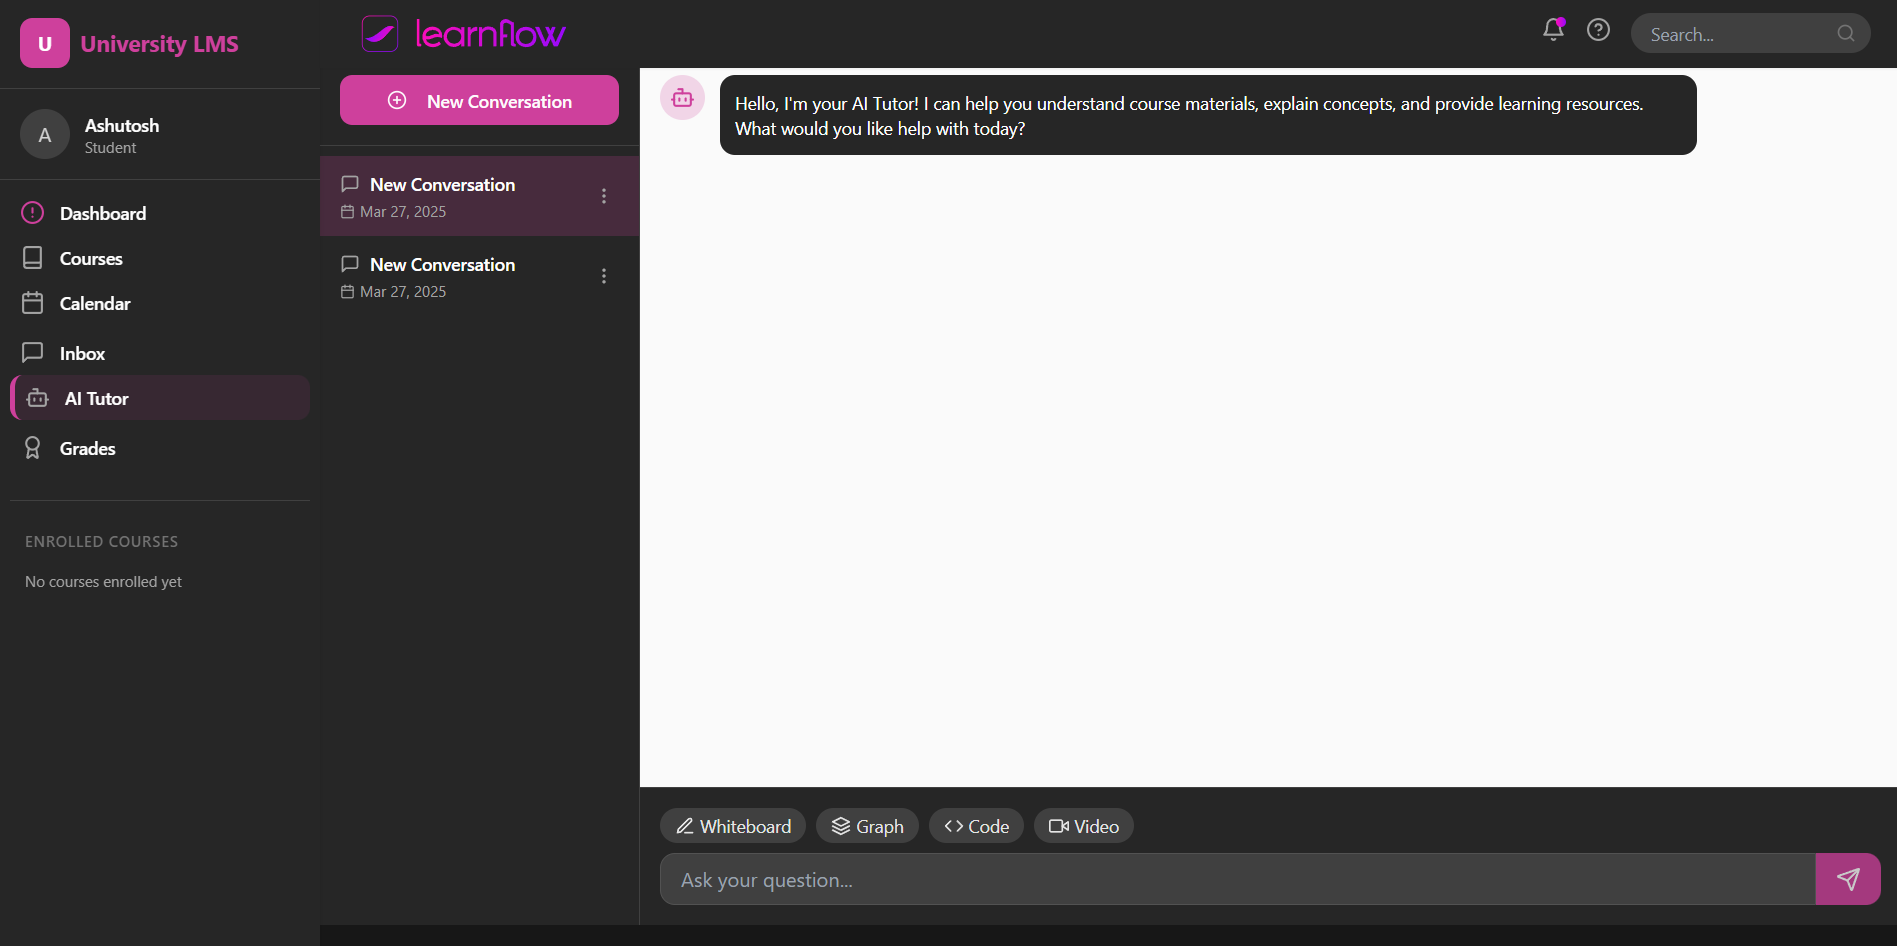 U
University LMS
learnflow
Search...
A
Ashutosh
Student
Dashboard
Courses
Calendar
Inbox
AI Tutor
Grades
ENROLLED COURSES
No courses enrolled yet
New Conversation
New Conversation
Mar 27, 2025
New Conversation
Mar 27, 2025
Hello, I'm your AI Tutor! I can help you understand course materials, explain concepts, and provide learning resources.
What would you like help with today?
Whiteboard Graph Code Video
Ask your question...